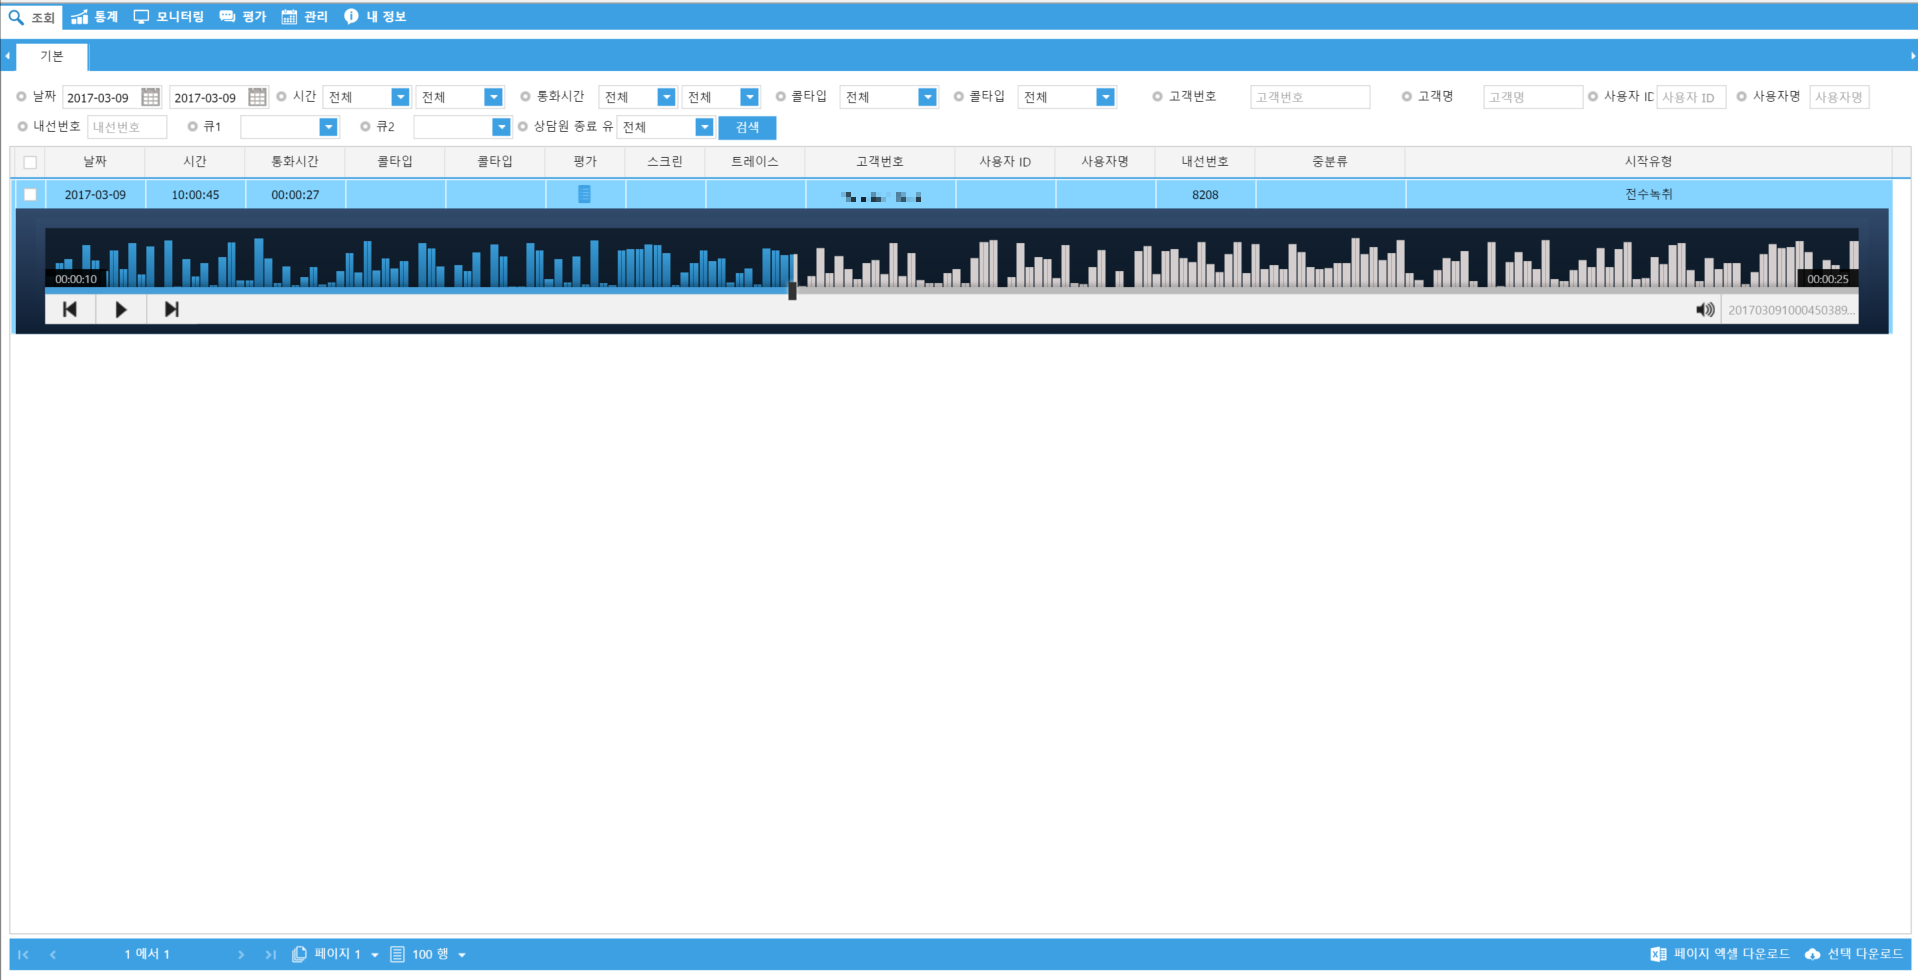 조회 통계 모니터링 평가 관리 내 정보
기본
날짜 2017-03-09 2017-03-09 시간 전체 전체 통화시간 전체 전체 콜타입 전체 콜타입 전체 고객번호 고객번호 고객명 고객명 사용자 ID 사용자 ID 사용자명 사용자명
내선번호 내선번호 큐1 큐2 상담원 종료 유 전체 검색
날짜 시간 통화시간 콜타입 콜타입 평가 스크린 트레이스 고객번호 사용자 ID 사용자명 내선번호 중분류 시작유형
2017-03-09 10:00:45 00:00:27 8208 전수녹취
00:00:10 00:00:25
201703091000450389...
1 에서 1 페이지 1 100 행 페이지 엑셀 다운로드 선택 다운로드